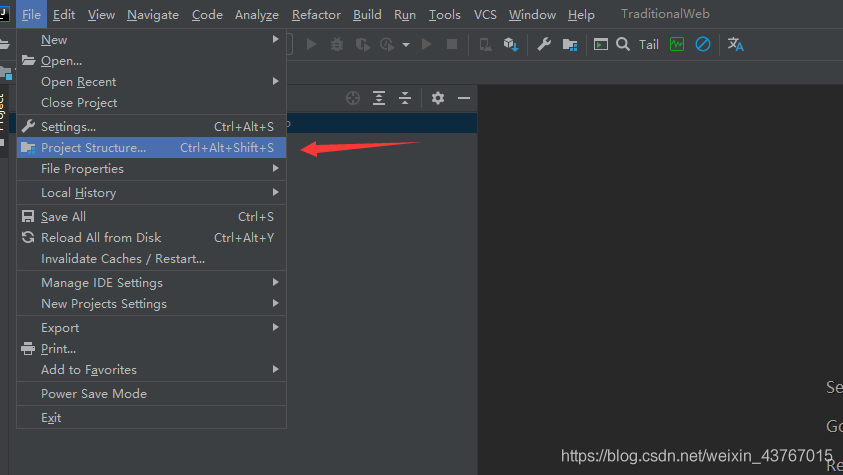 File Edit View Navigate Code Analyze Refactor Build Run Tools VCS Window Help TraditionalWeb
Tail
New
Open...
Open Recent
Close Project
Settings... Ctrl+Alt+S
Project Structure... Ctrl+Alt+Shift+S
File Properties
Local History
Save All Ctrl+S
Reload All from Disk Ctrl+Alt+Y
Invalidate Caches / Restart...
Manage IDE Settings
New Projects Settings
Export
Print...
Add to Favorites
Power Save Mode
Exit
Project
Se
Go
Re
https://blog.csdn.net/weixin_43767015